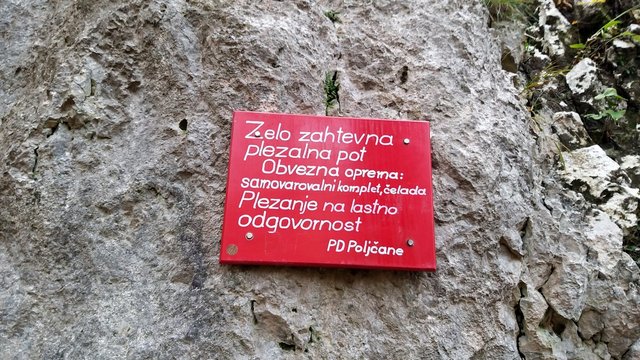 Zelo zahtevna
plezalna pot
Obvezna oprema:
samovarovalni komplet, čelada
Plezanje na lastno
odgovornost
PD Poljčane